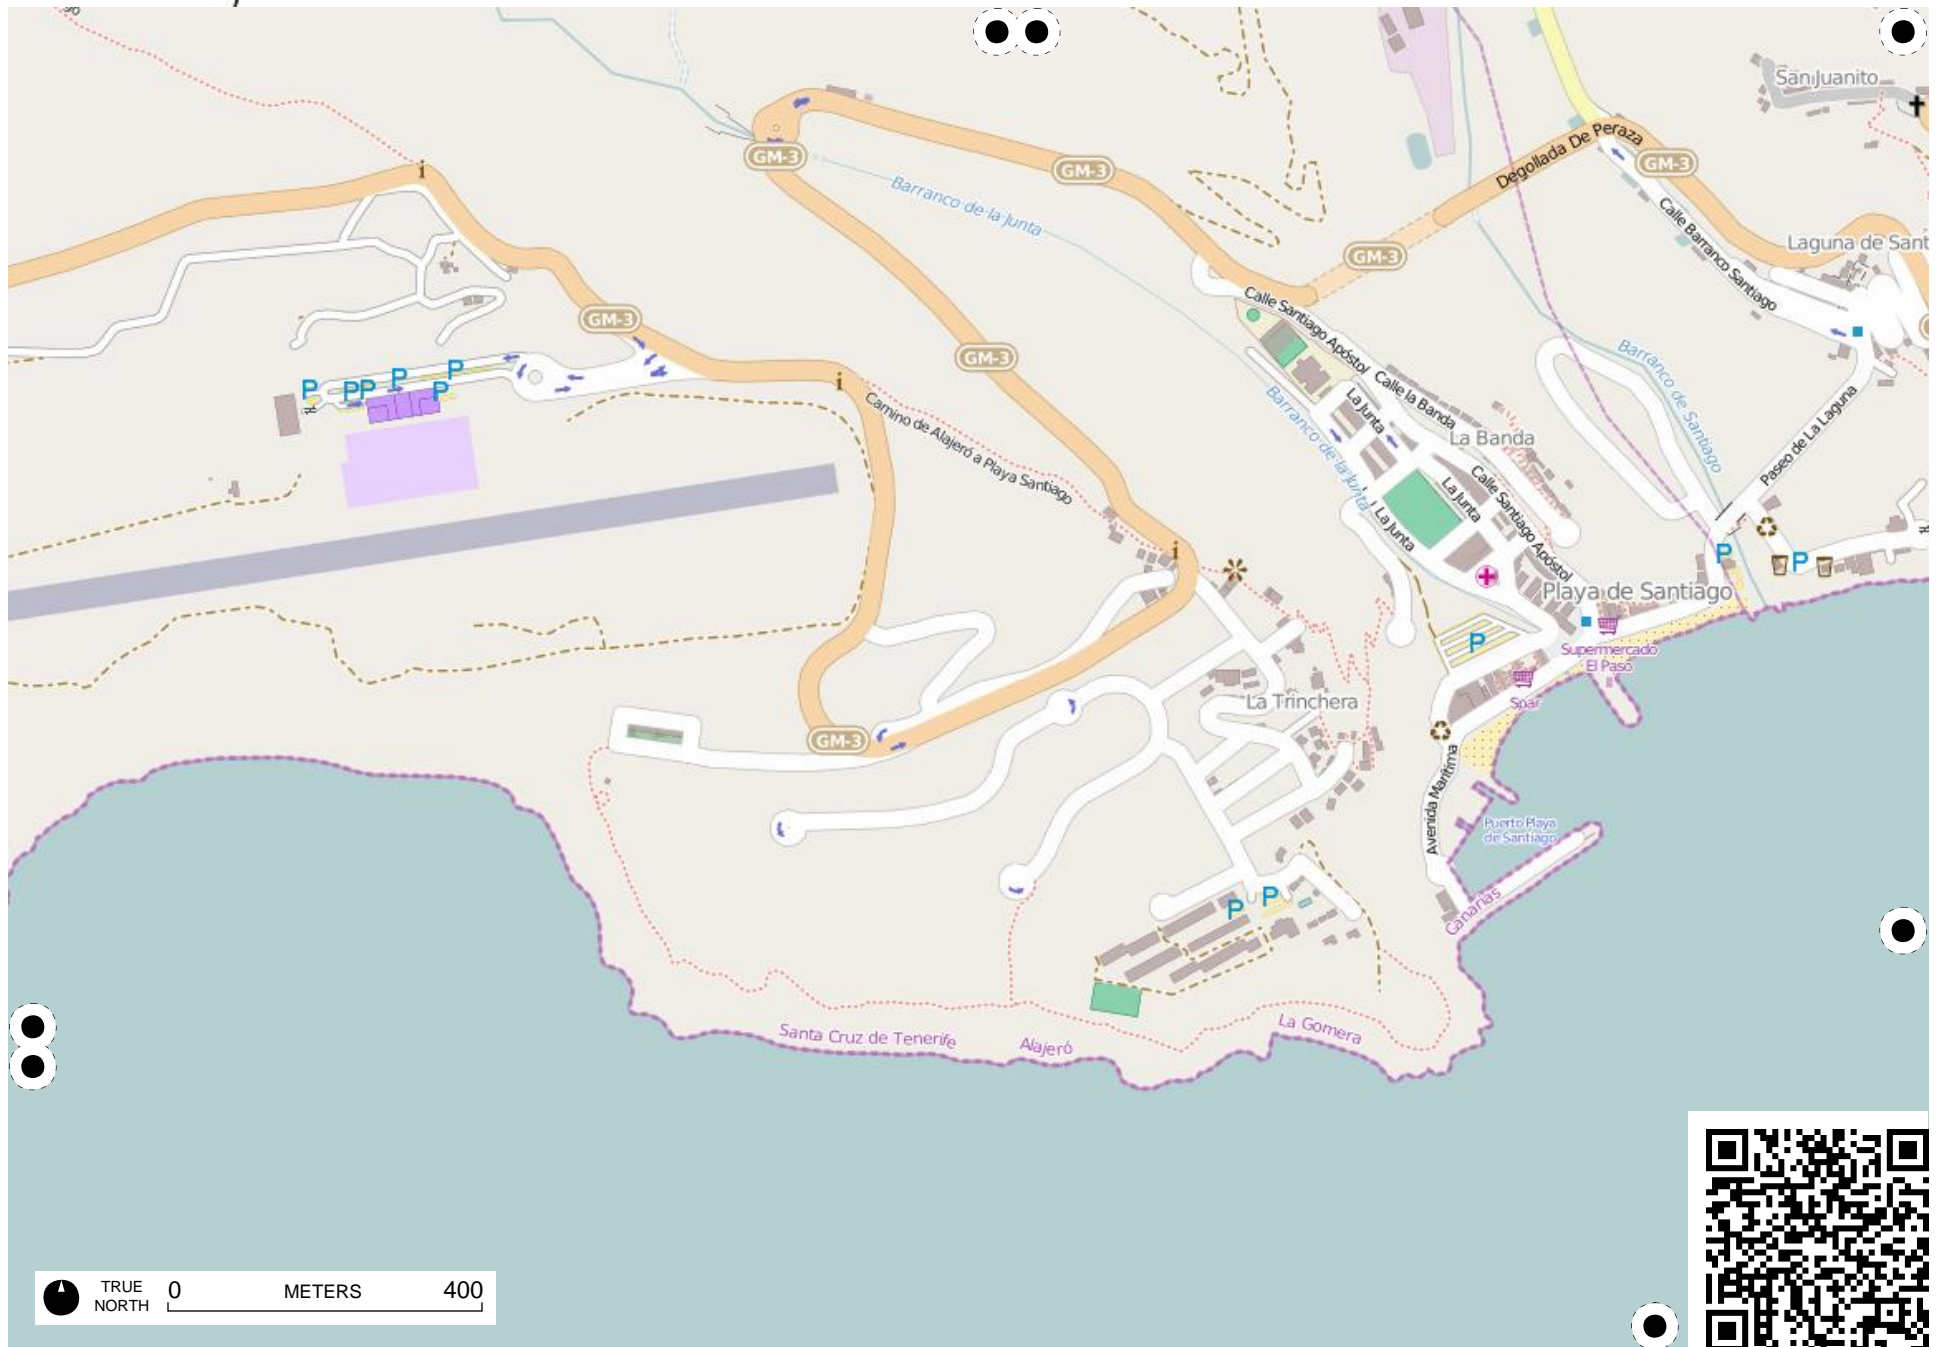 San Juanito
GM-3
GM-3
GM-3
Degollada De Peraza
Barranco de la Junta
Calle Barranco Santiago
Laguna de Sant
GM-3
GM-3
GM-3
Calle Santiago Apóstol
Calle la Banda
La Junta
Barranco de Santiago
Barranco de la Junta
Camino de Alajeró a Playa Santiago
La Banda
Paseo de La Laguna
La Junta
Calle Santiago Apóstol
La Junta
P
P
P
P
P
P
i
i
i
P
P
Playa de Santiago
P
Supermercado
El Paso
Spar
La Trinchera
GM-3
Avenida Marítima
Puerto Playa
de Santiago
P
P
Canarias
Santa Cruz de Tenerife
Alajeró
La Gomera
TRUE
NORTH
0
METERS
400